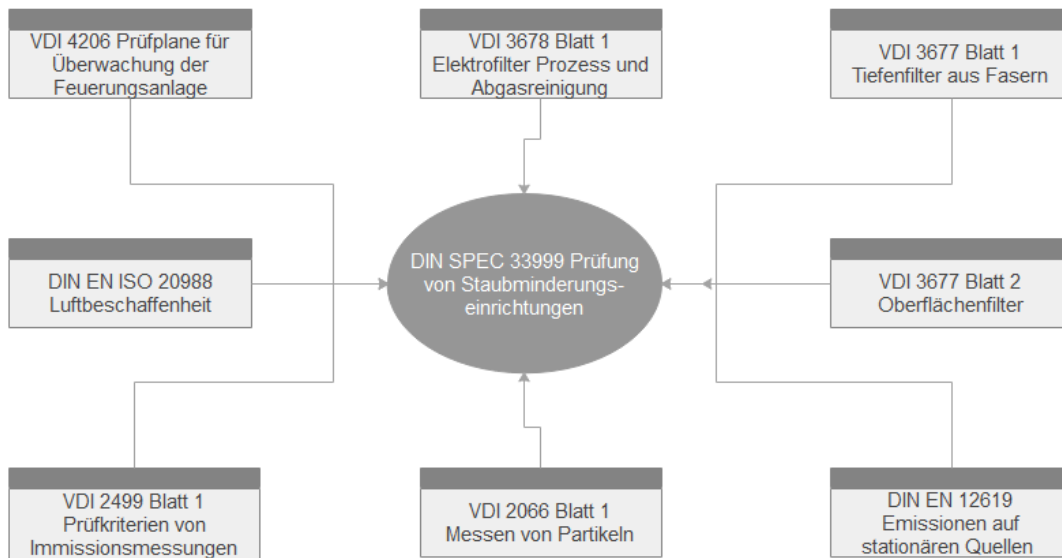 VDI 4206 Prüfplane für
Überwachung der
Feuerungsanlage
VDI 3678 Blatt 1
Elektrofilter Prozess und
Abgasreinigung
VDI 3677 Blatt 1
Tiefenfilter aus Fasern
DIN EN ISO 20988
Luftbeschaffenheit
DIN SPEC 33999 Prüfung
von Staubminderungs-
einrichtungen
VDI 3677 Blatt 2
Oberflächenfilter
VDI 2499 Blatt 1
Prüfkriterien von
Immissionsmessungen
VDI 2066 Blatt 1
Messen von Partikeln
DIN EN 12619
Emissionen auf
stationären Quellen